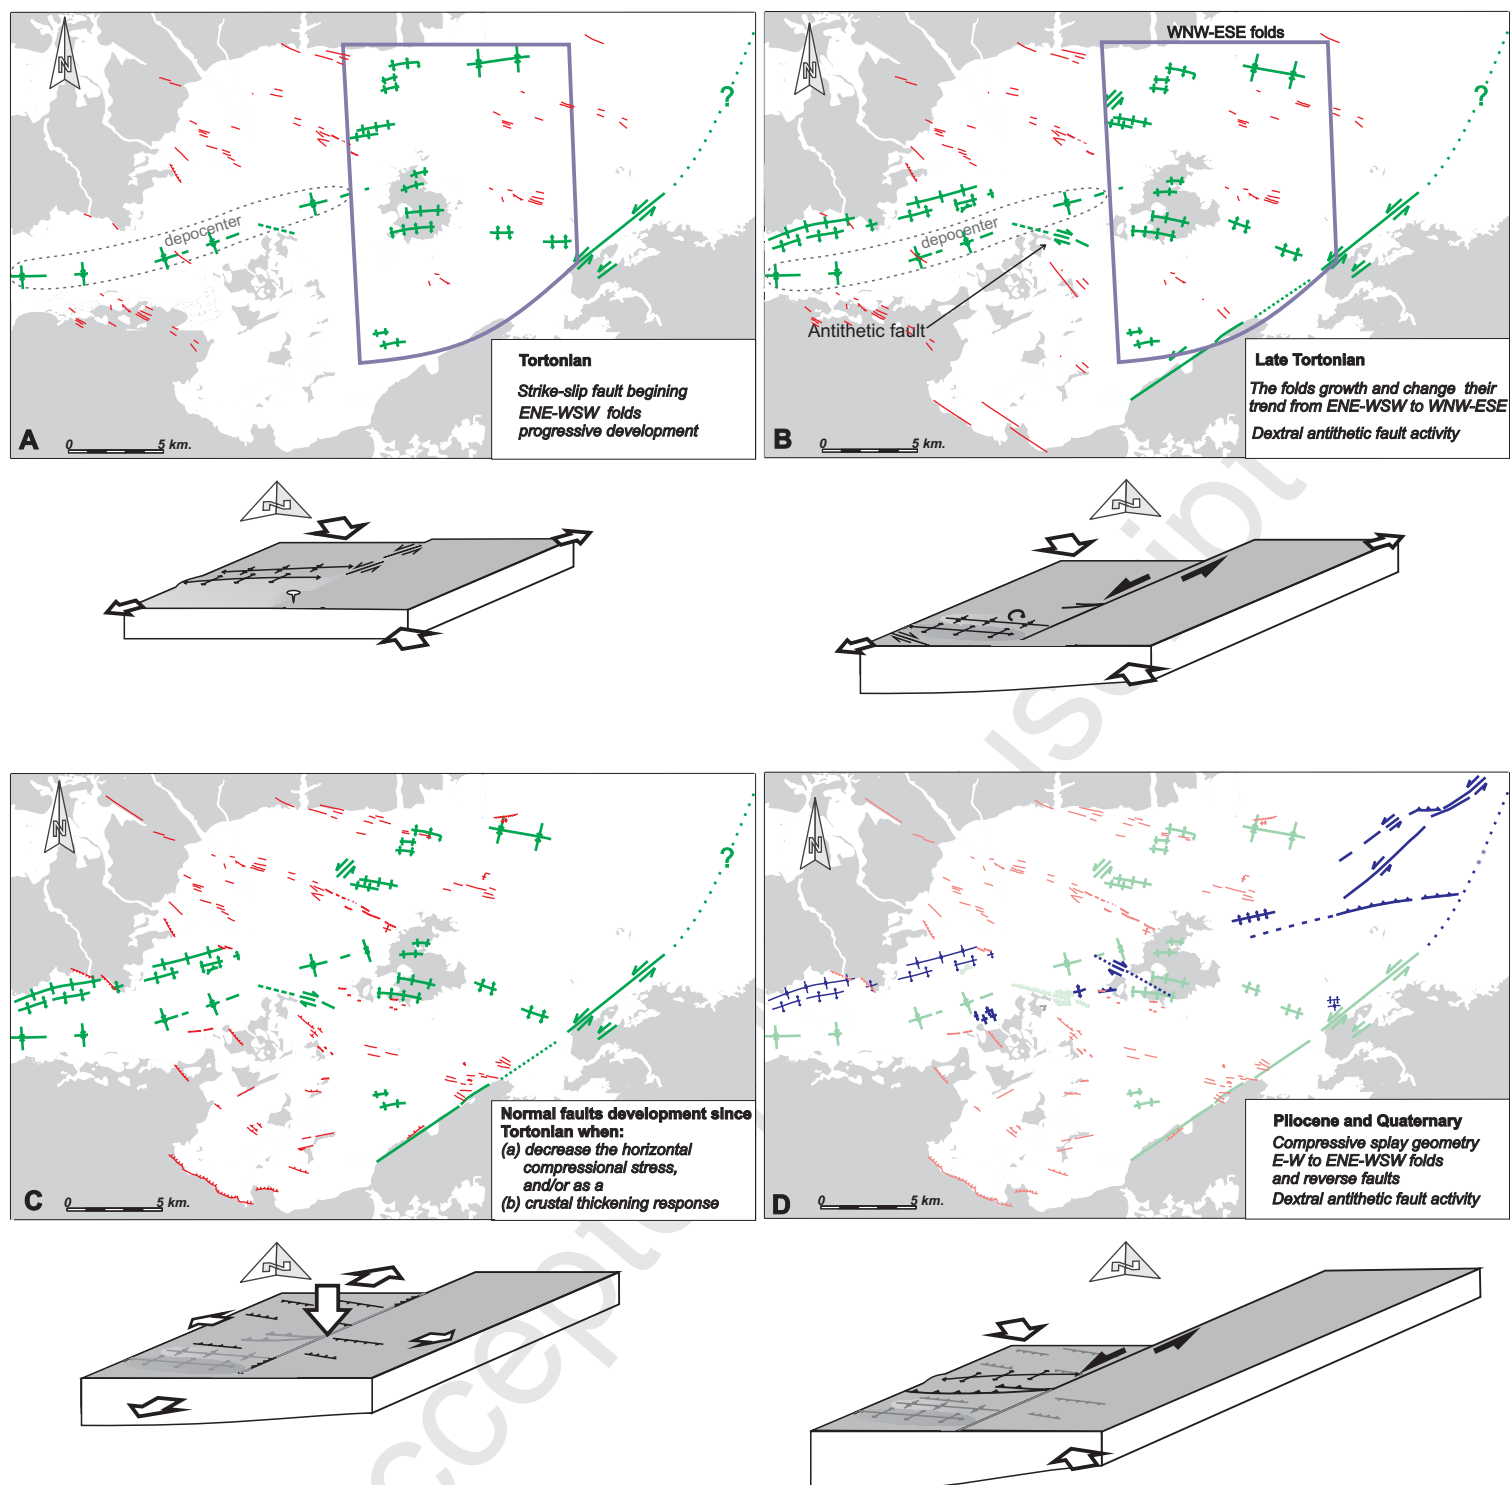 N
?
depocenter
Tortonian
Strike-slip fault begining
ENE-WSW folds
progressive development
A
0 5 km.
WNW-ESE folds
N
?
depocenter
Antithetic fault
Late Tortonian
The folds growth and change their
trend from ENE-WSW to WNW-ESE
Dextral antithetic fault activity
B
0 5 km.
N
N
N
?
Normal faults development since
Tortonian when:
(a) decrease the horizontal
compressional stress,
and/or as a
(b) crustal thickening response
C
0 5 km.
N
Pliocene and Quaternary
Compressive splay geometry
E-W to ENE-WSW folds
and reverse faults
Dextral antithetic fault activity
D
0 5 km.
N
N